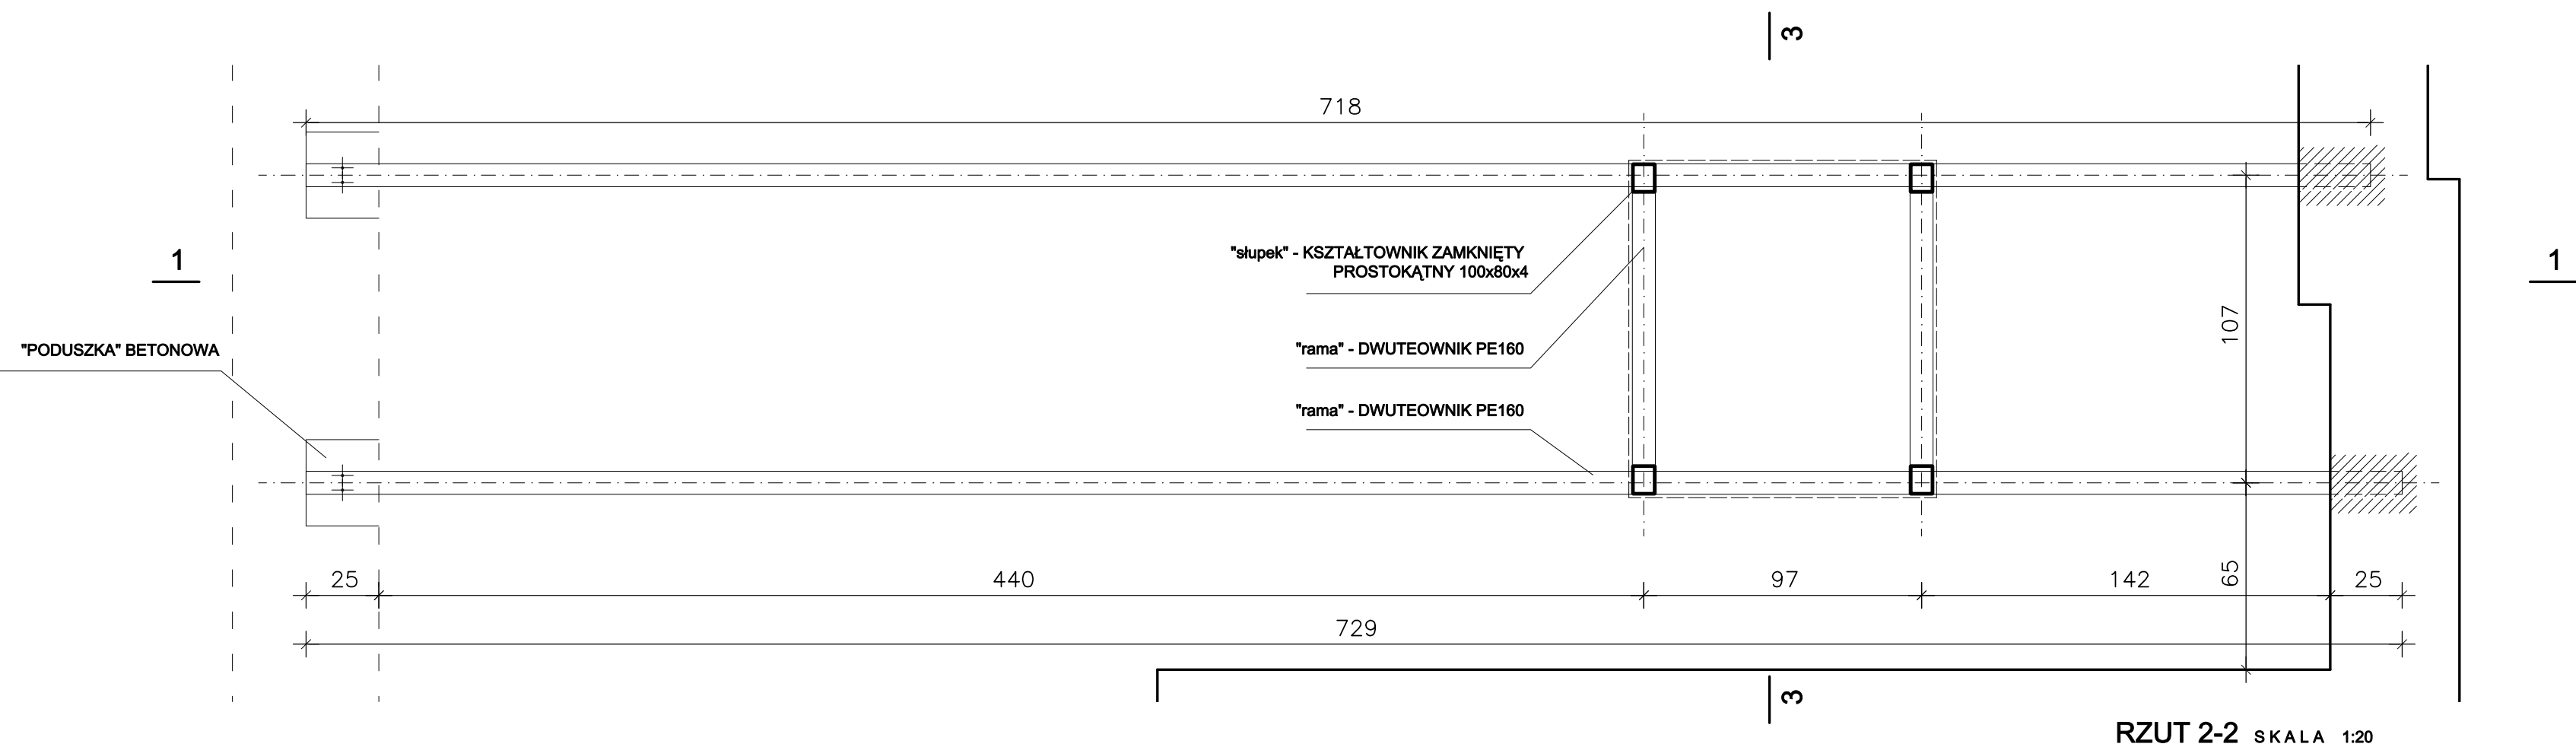 3
718
1
1
"słupek" - KSZTAŁTOWNIK ZAMKNIĘTY
PROSTOKĄTNY 100x80x4
"rama" - DWUTEOWNIK PE160
"PODUSZKA" BETONOWA
"rama" - DWUTEOWNIK PE160
107
65
25
440
97
142
25
729
3
RZUT 2-2 SKALA 1:20